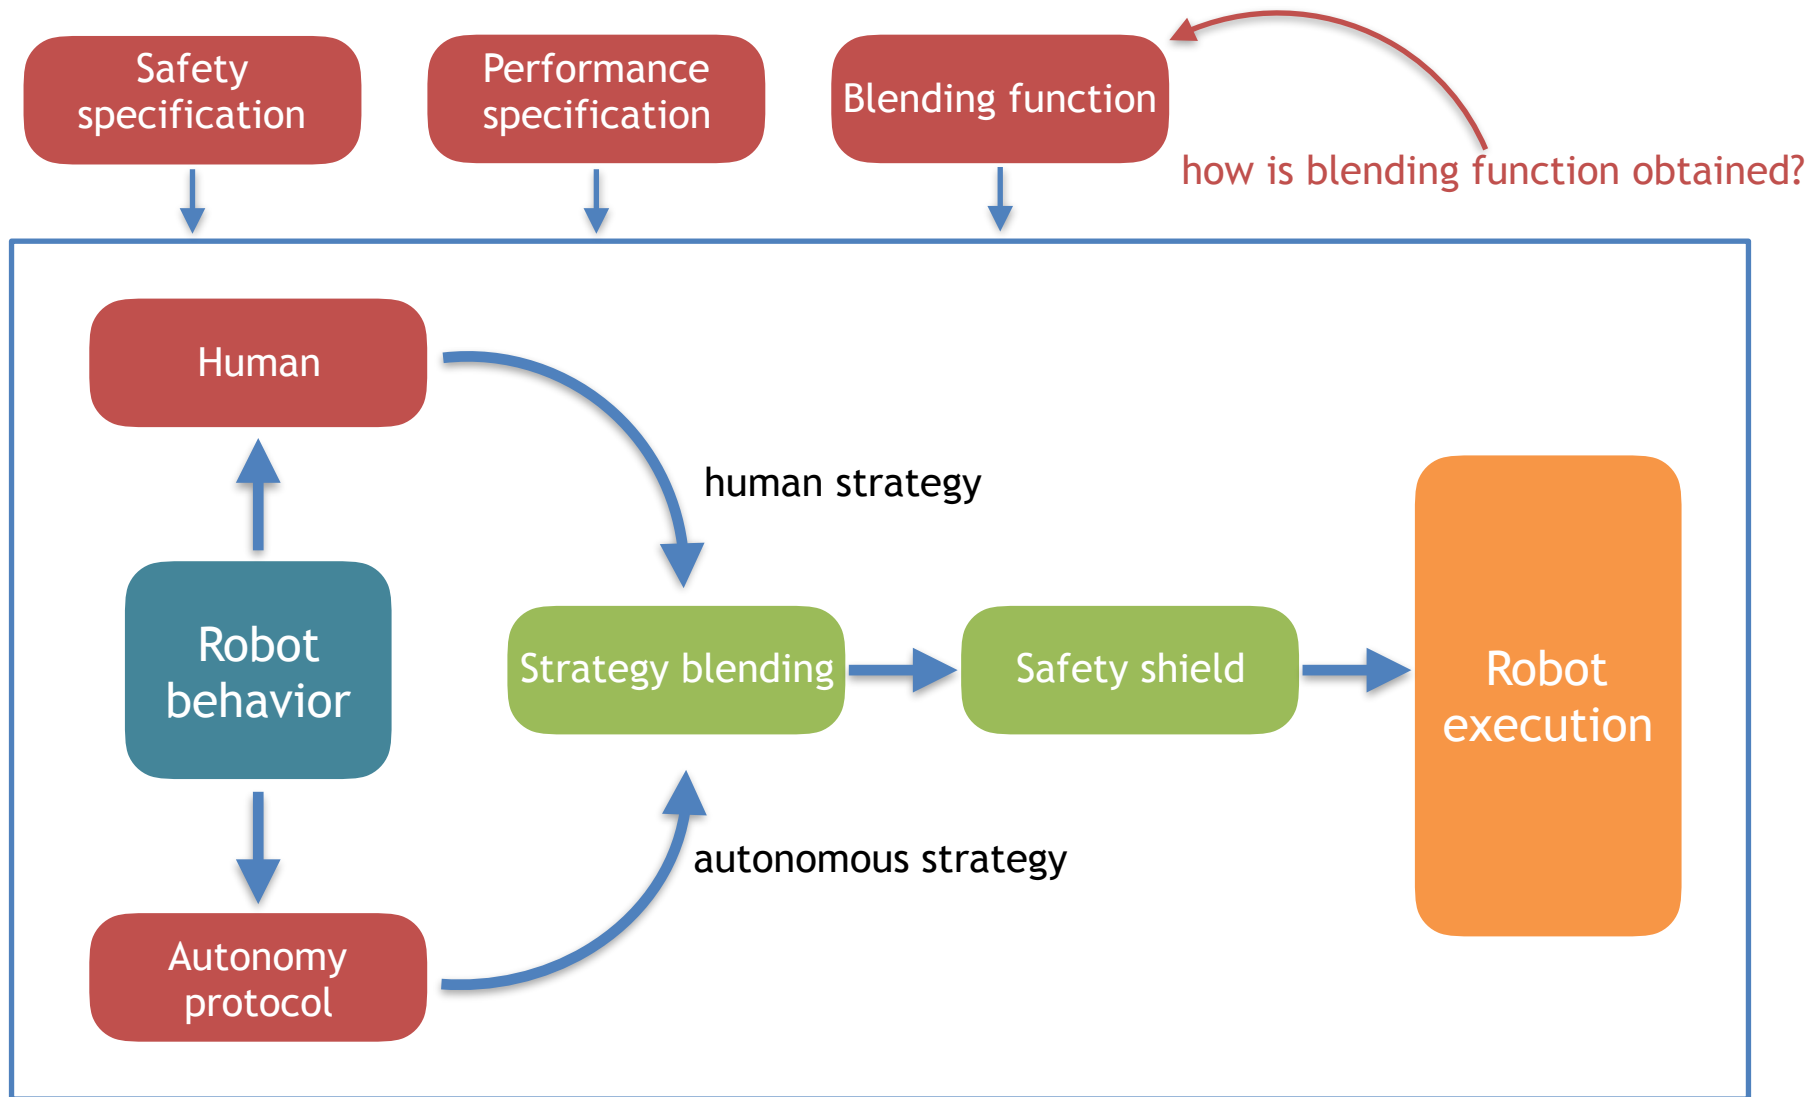 Safety
specification
Performance
specification
Blending function
how is blending function obtained?
Human
human strategy
Robot
behavior
Strategy blending
Safety shield
Robot
execution
autonomous strategy
Autonomy
protocol